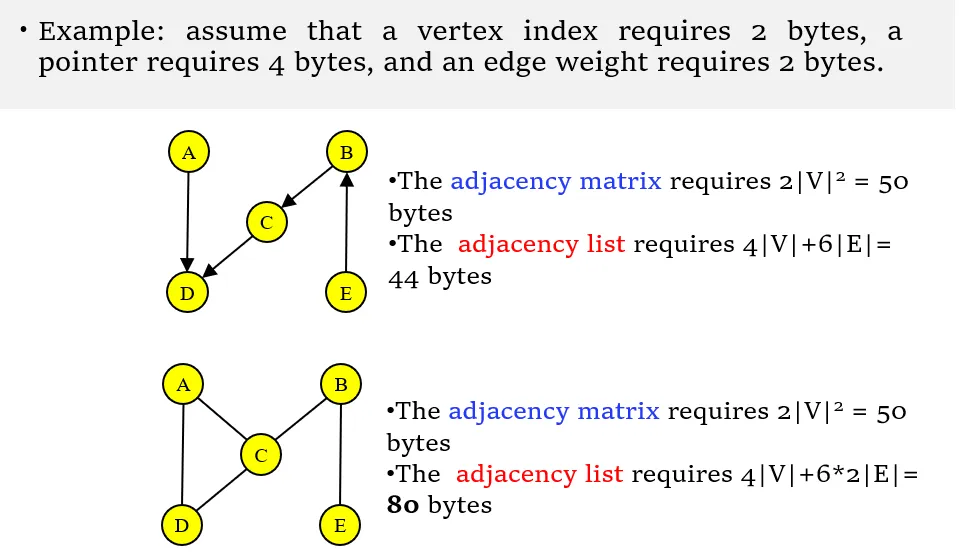 • Example: assume that a vertex index requires 2 bytes, a
pointer requires 4 bytes, and an edge weight requires 2 bytes.
A
B
C
D
E
•The adjacency matrix requires 2|V|² = 50
bytes
•The adjacency list requires 4|V|+6|E|=
44 bytes
A
B
C
D
E
•The adjacency matrix requires 2|V|² = 50
bytes
•The adjacency list requires 4|V|+6*2|E|=
80 bytes